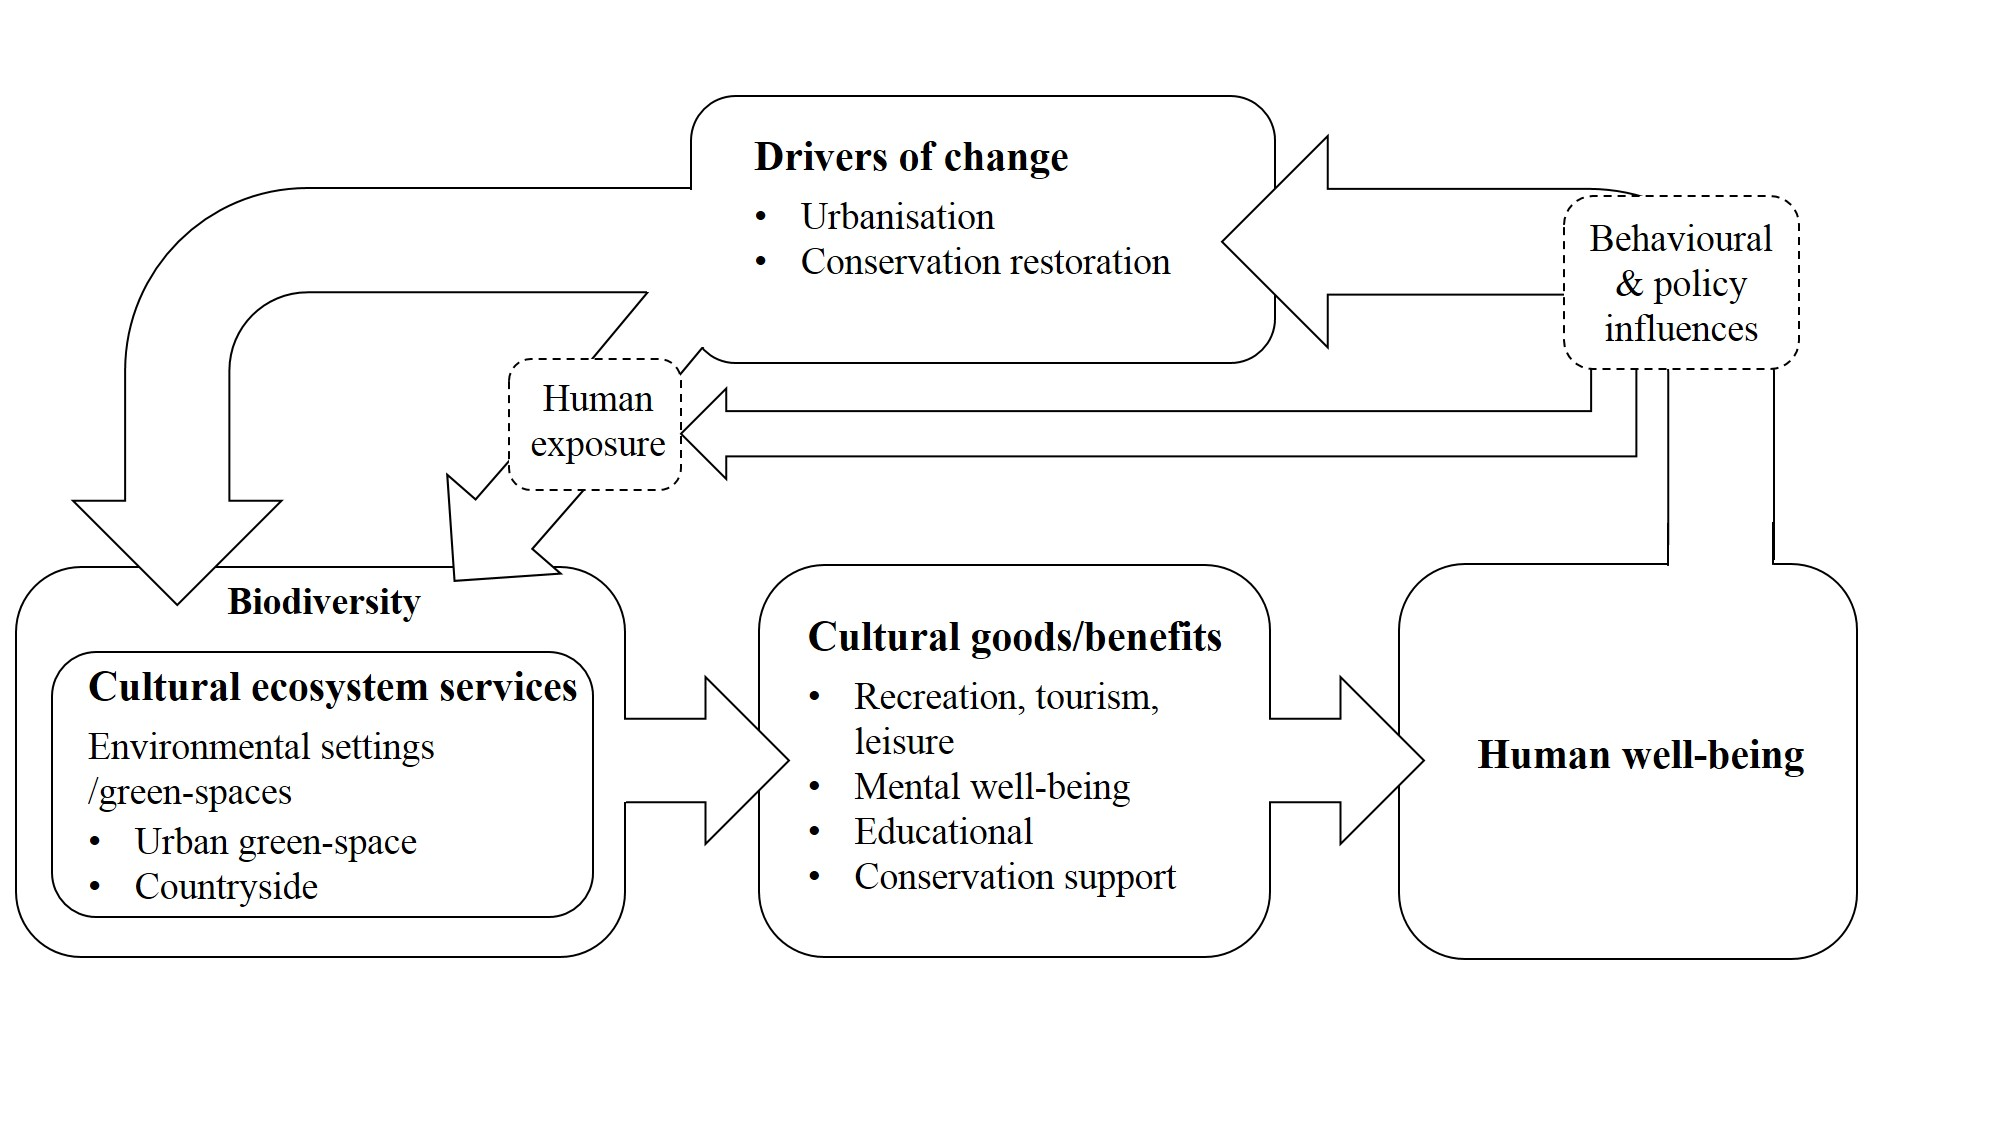 Drivers of change
• Urbanisation
• Conservation restoration
Behavioural
& policy
influences
Human
exposure
Biodiversity
Cultural ecosystem services
Environmental settings
/green-spaces
• Urban green-space
• Countryside
Cultural goods/benefits
• Recreation, tourism,
leisure
• Mental well-being
• Educational
• Conservation support
Human well-being